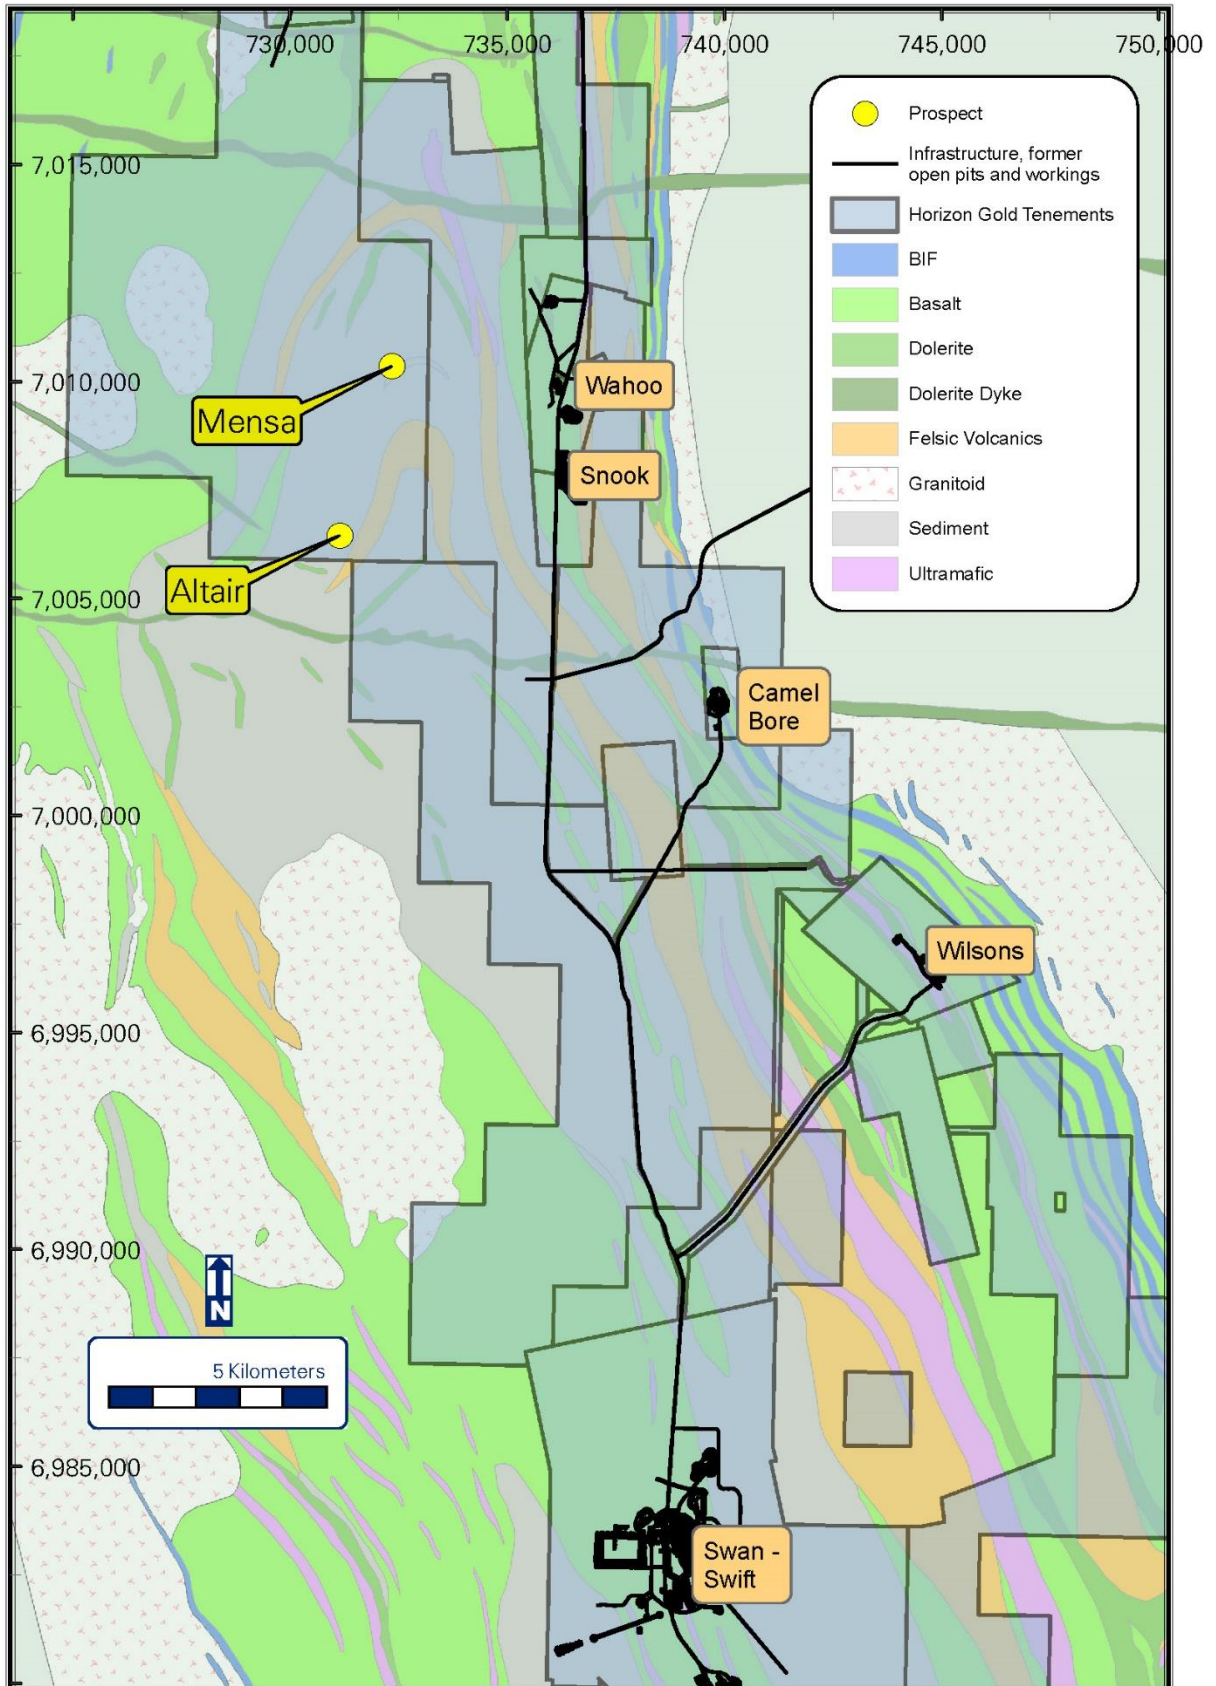 730,000
735,000
740,000
745,000
750,000
Prospect
Infrastructure, former
open pits and workings
Horizon Gold Tenements
BIF
Basalt
Dolerite
Dolerite Dyke
Felsic Volcanics
Granitoid
Sediment
Ultramafic
7,015,000
7,010,000
Mensa
Wahoo
Snook
Altair
7,005,000
Camel
Bore
7,000,000
Wilsons
6,995,000
6,990,000
N
5 Kilometers
6,985,000
Swan -
Swift